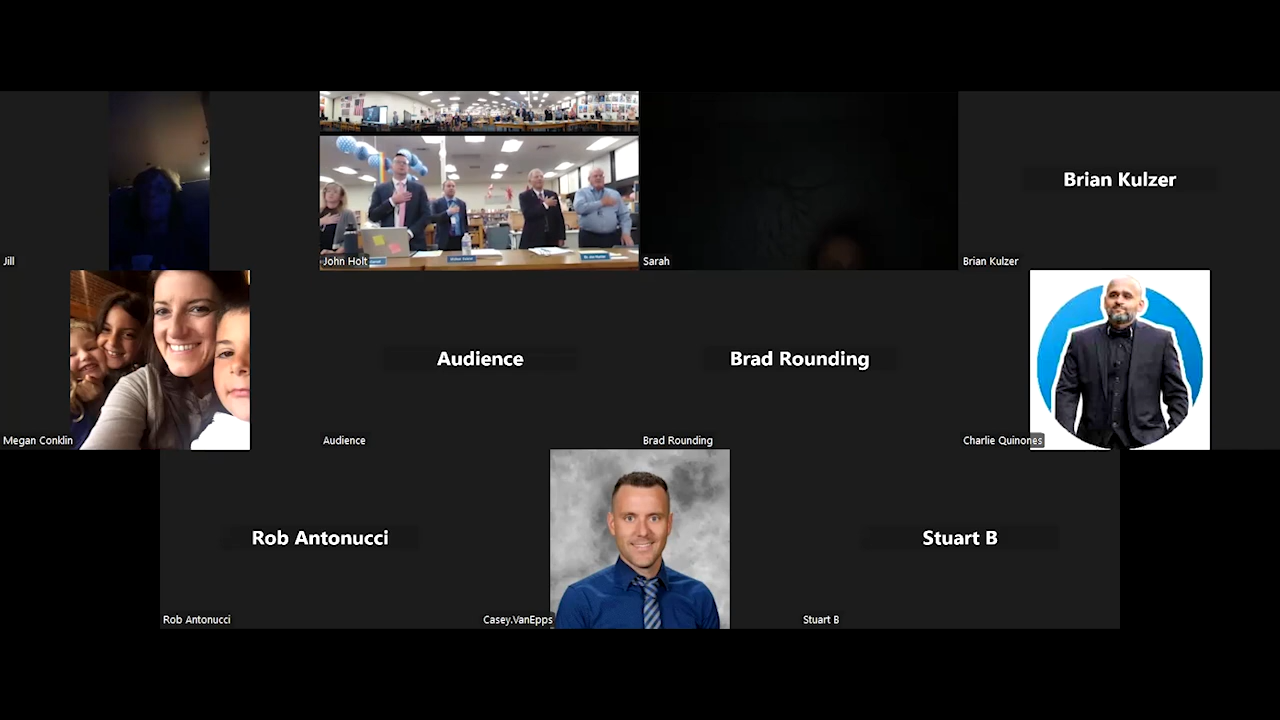 Brian Kulzer
Jill
John Holt
Sarah
Brian Kulzer
Audience
Brad Rounding
Megan Conklin
Audience
Brad Rounding
Charlie Quinones
Rob Antonucci
Stuart B
Rob Antonucci
Casey.VanEpps
Stuart B